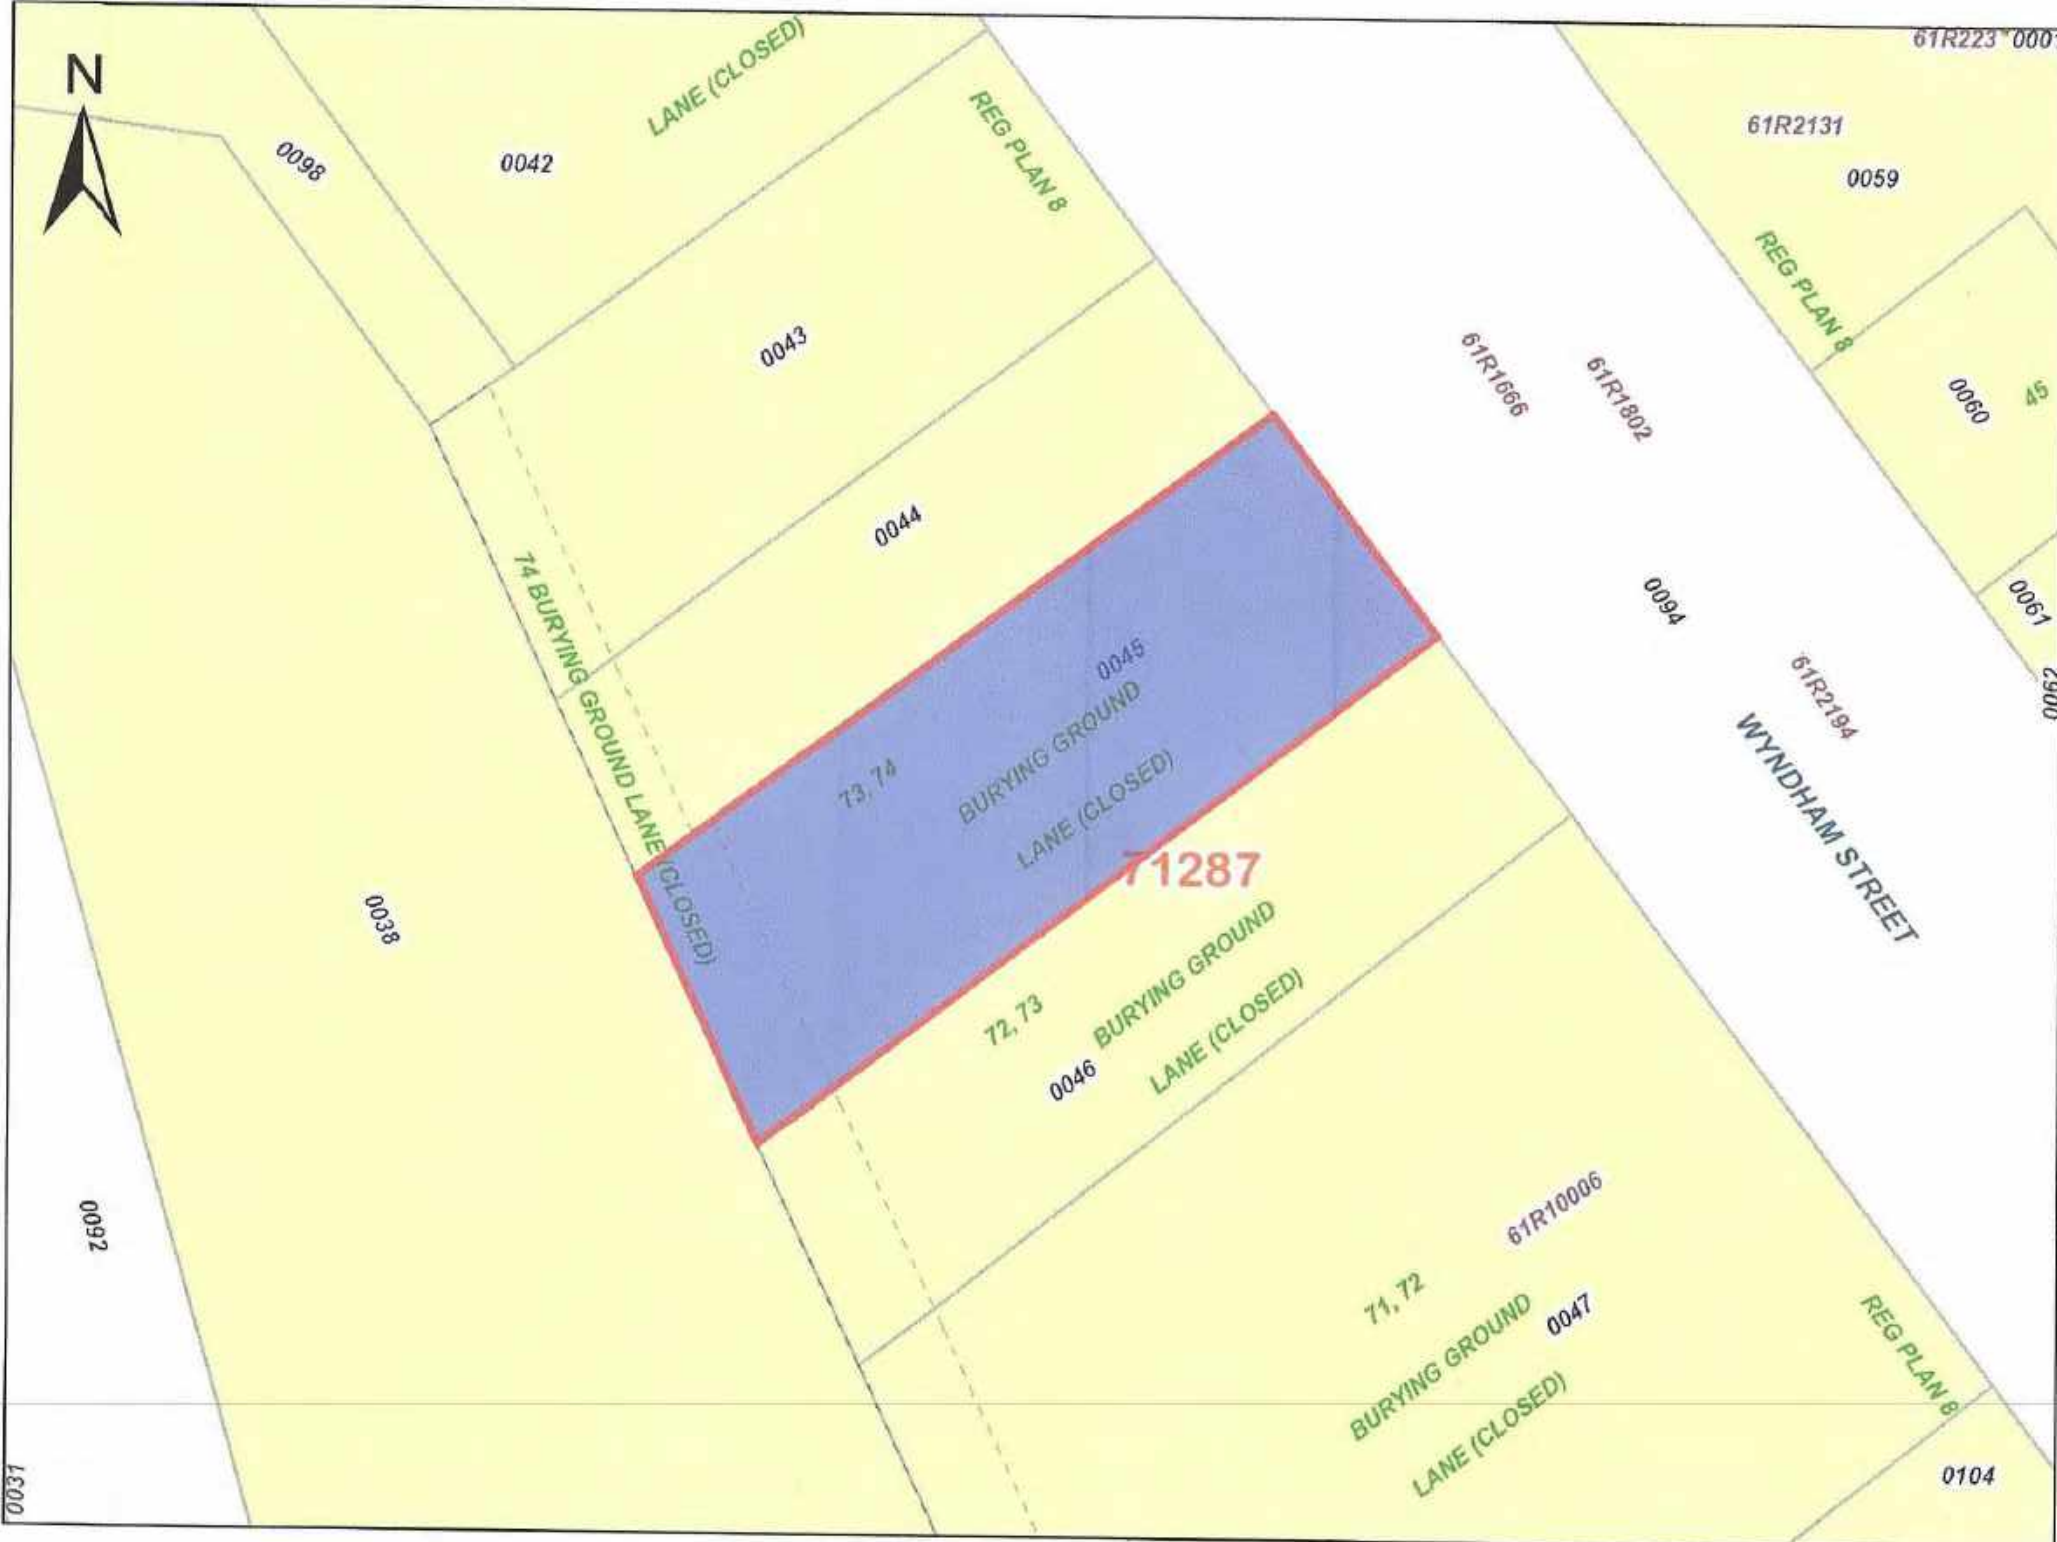 N
LANE (CLOSED)
61R223
0098
0042
REG PLAN 8
61R2131
0059
REG PLAN 8
0043
61R1666
61R1802
0060
45
0044
74 BURYING GROUND LANE (CLOSED)
0094
0061
0062
0045
61R2194
73, 74
BURYING GROUND
LANE (CLOSED)
WYNDHAM STREET
71287
0038
72, 73
BURYING GROUND
LANE (CLOSED)
0046
0092
61R10006
71, 72
BURYING GROUND
0047
LANE (CLOSED)
REG PLAN 8
0031
0104